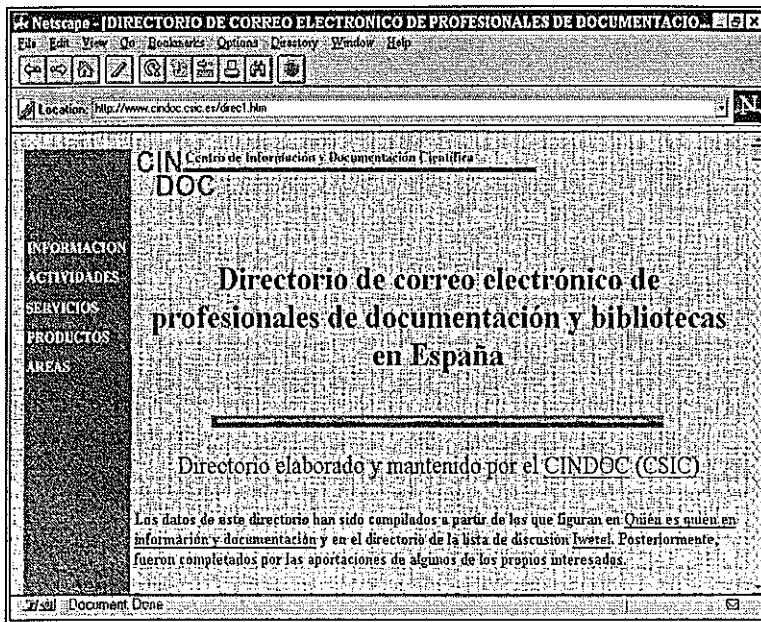 Netscape - [DIRECTORIO DE CORREO ELECTRONICO DE PROFESIONALES DE DOCUMENTACIO
File Edit View Go Bookmarks Options Directory Window Help
Location: http://www.cindoc.csic.es/direc1.htm
N
CINDOC
Centro de Información y Documentación Científica
INFORMACION
ACTIVIDADES
SERVICIOS
PRODUCTOS
AREAS
Directorio de correo electrónico de
profesionales de documentación y bibliotecas
en España
Directorio elaborado y mantenido por el CINDOC (CSIC)
Los datos de este directorio han sido compilados a partir de los que figuran en Quién es quién en
información y documentación y en el directorio de la lista de discusión Iwetel. Posteriormente,
fueron completados por las aportaciones de algunos de los propios interesados.
Document Done